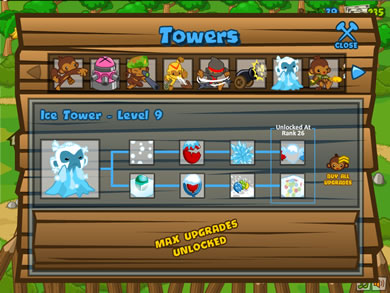 Towers
CLOSE
Ice Tower - Level 9
Unlocked At
Rank 26
BUY ALL
UPGRADES
MAX UPGRADES
UNLOCKED